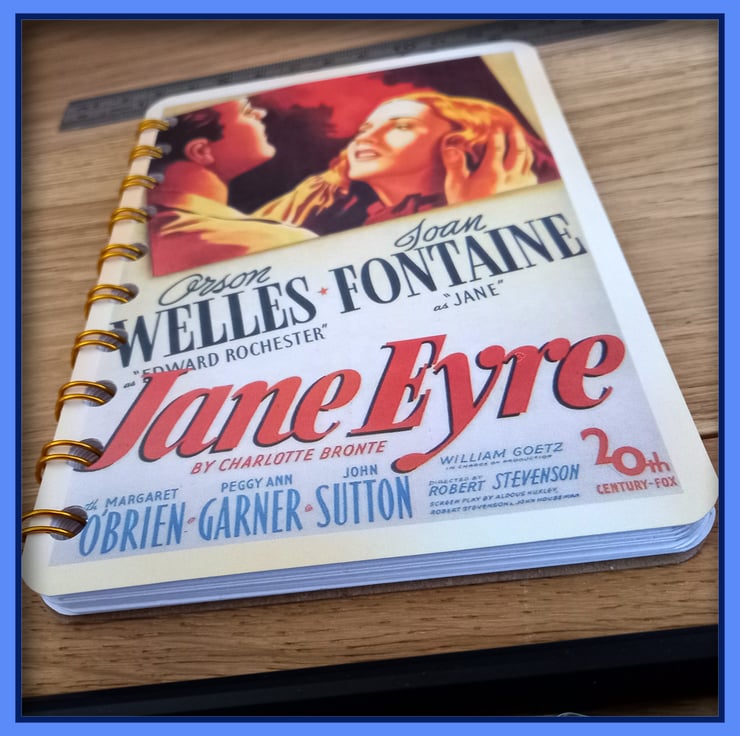 Orson
WELLES
as "EDWARD ROCHESTER"
Joan
FONTAINE
as "JANE"
Jane Eyre
BY CHARLOTTE BRONTE
th MARGARET
O'BRIEN
PEGGY ANN
GARNER
JOHN
SUTTON
WILLIAM GOETZ
IN CHARGE OF PRODUCTION
DIRECTED BY
ROBERT STEVENSON
SCREEN PLAY BY ALDOUS HUXLEY,
ROBERT STEVENSON & JOHN HOUSEMAN
20th
CENTURY-FOX